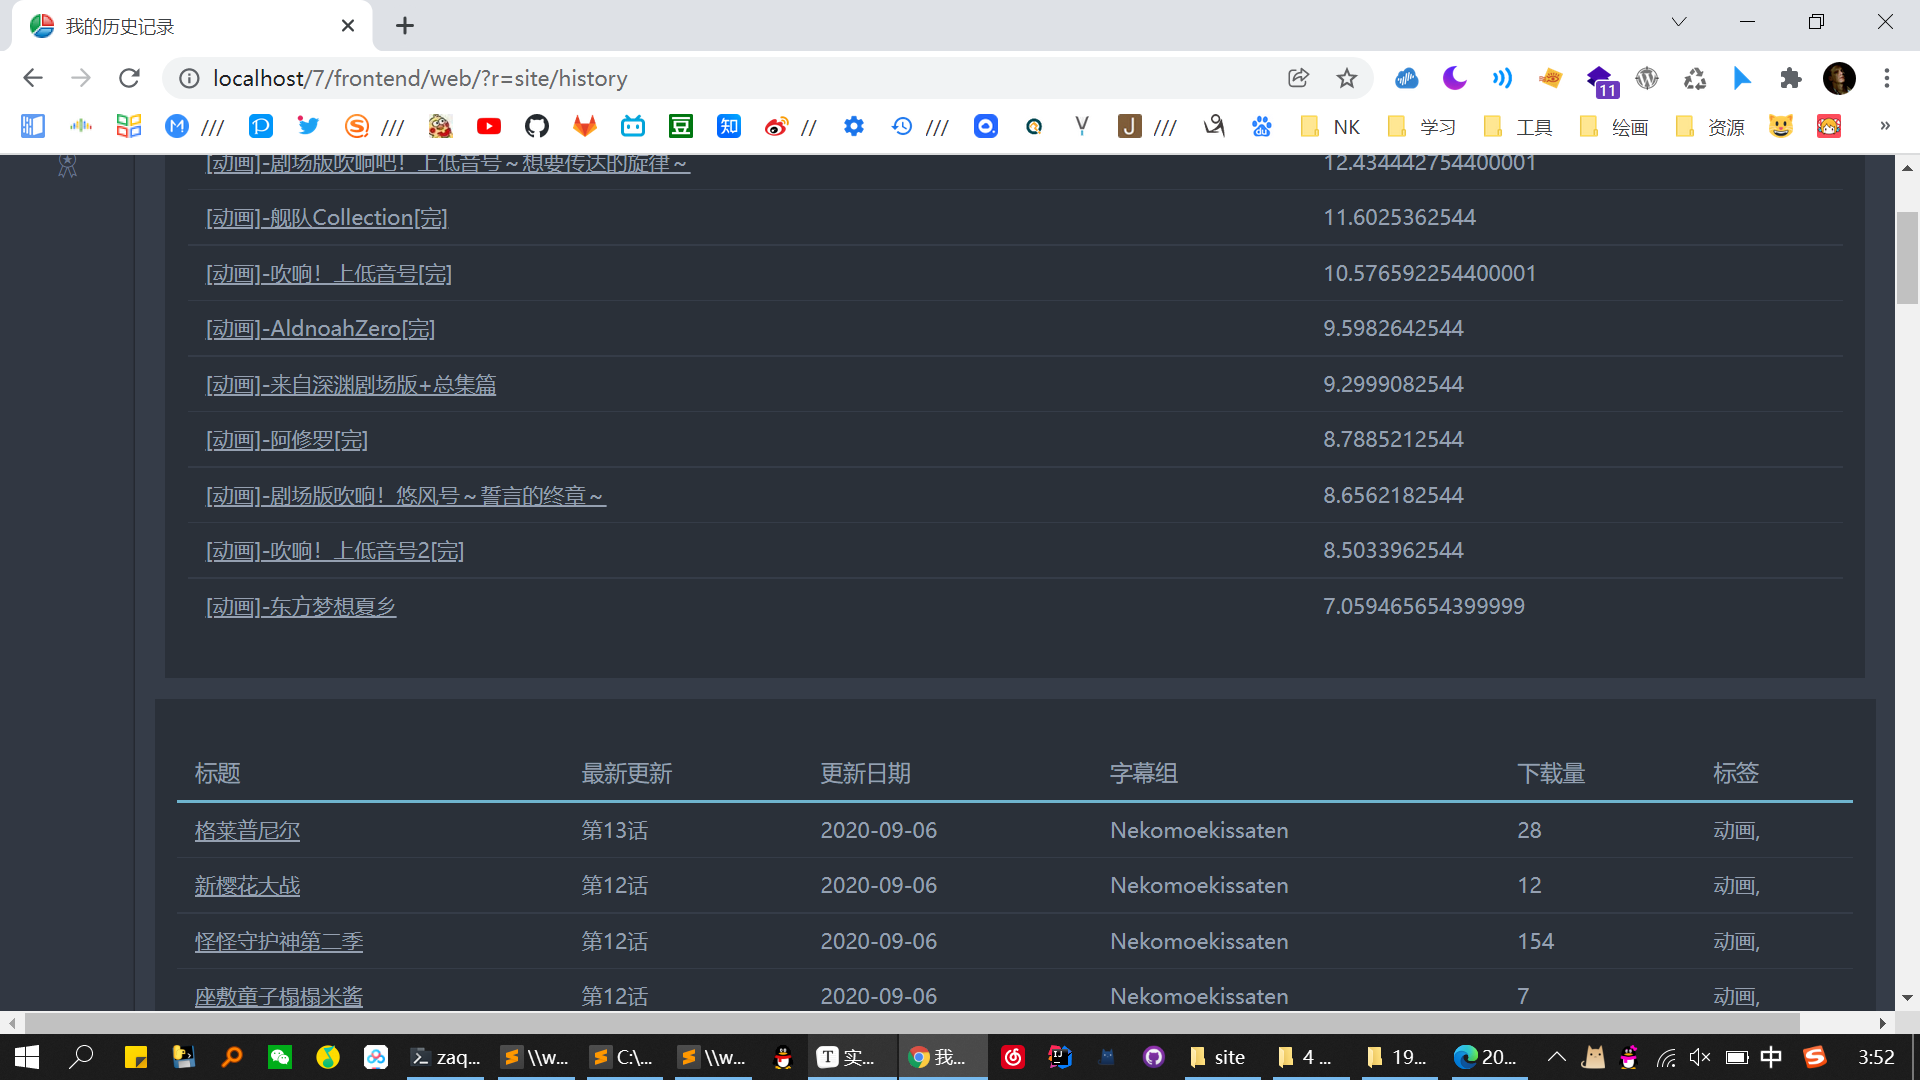 我的历史记录
localhost/7/frontend/web/?r=site/history
11
///
///
//
///
///
NK
学习
工具
绘画
资源
»
[动画]-剧场版吹响吧！上低音号～想要传达的旋律～ 12.434442754400001
[动画]-舰队Collection[完] 11.6025362544
[动画]-吹响！上低音号[完] 10.576592254400001
[动画]-AldnoahZero[完] 9.5982642544
[动画]-来自深渊剧场版+总集篇 9.2999082544
[动画]-阿修罗[完] 8.7885212544
[动画]-剧场版吹响！悠风号～誓言的终章～ 8.6562182544
[动画]-吹响！上低音号2[完] 8.5033962544
[动画]-东方梦想夏乡 7.059465654399999
标题 最新更新 更新日期 字幕组 下载量 标签
格莱普尼尔 第13话 2020-09-06 Nekomoekissaten 28 动画,
新樱花大战 第12话 2020-09-06 Nekomoekissaten 12 动画,
怪怪守护神第二季 第12话 2020-09-06 Nekomoekissaten 154 动画,
座敷童子榻榻米酱 第12话 2020-09-06 Nekomoekissaten 7 动画,
zaq... \\w... C:\... \\w... 实... 我... site 4 ... 19... 20... 中 3:52